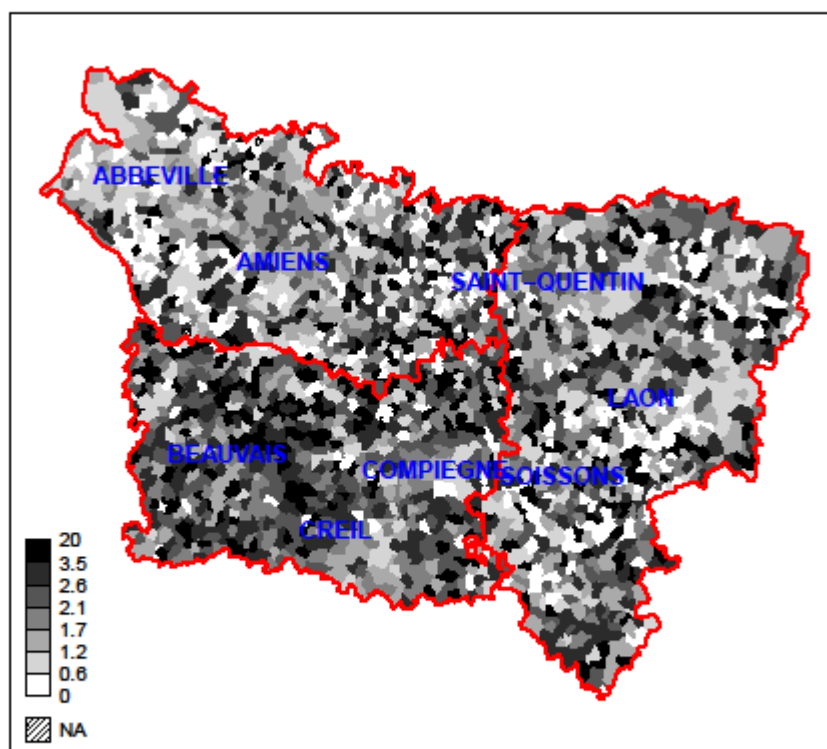 ABBEVILLE
AMIENS
SAINT−QUENTIN
LAON
BEAUVAIS
COMPIEGNE
SOISSONS
CREIL
20
3.5
2.6
2.1
1.7
1.2
0.6
0
NA